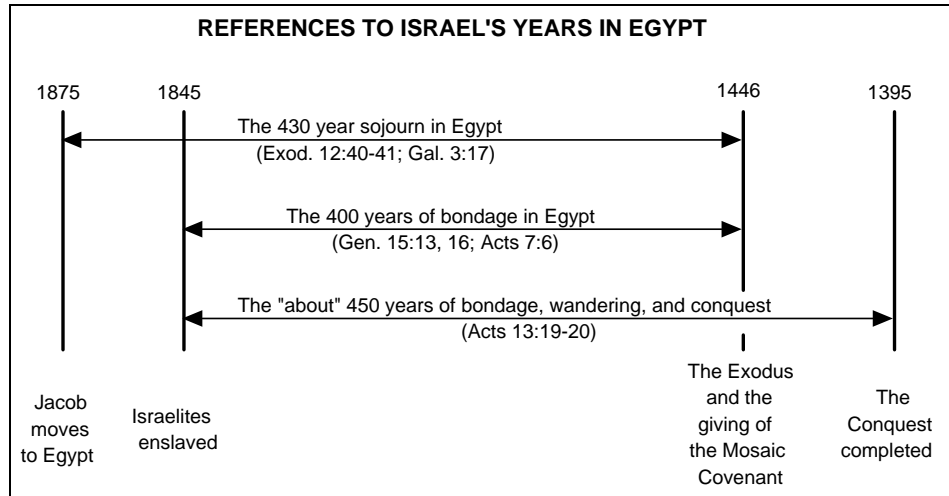 REFERENCES TO ISRAEL'S YEARS IN EGYPT
1875
1845
1446
1395
The 430 year sojourn in Egypt
(Exod. 12:40-41; Gal. 3:17)
The 400 years of bondage in Egypt
(Gen. 15:13, 16; Acts 7:6)
The "about" 450 years of bondage, wandering, and conquest
(Acts 13:19-20)
Jacob
moves
to Egypt
Israelites
enslaved
The Exodus
and the
giving of
the Mosaic
Covenant
The
Conquest
completed